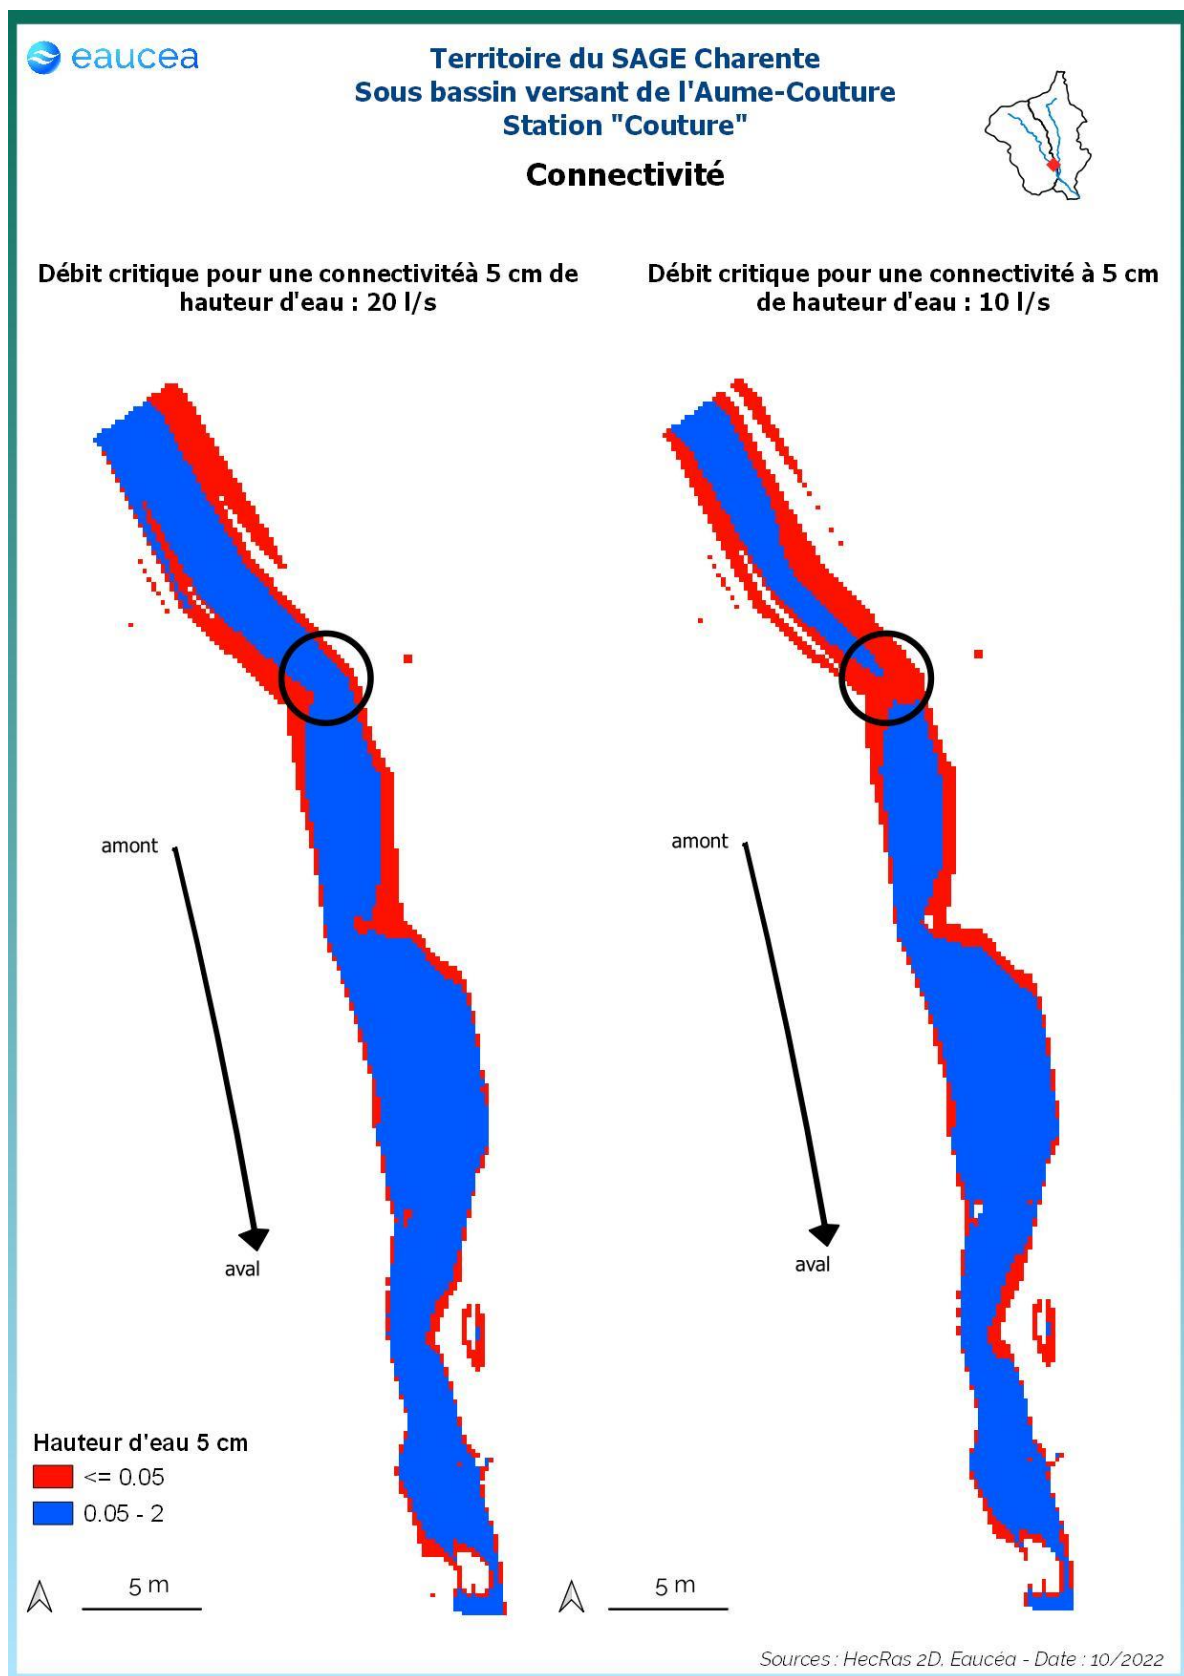 eaucea
Territoire du SAGE Charente
Sous bassin versant de l'Aume-Couture
Station "Couture"
Connectivité
Débit critique pour une connectivitéà 5 cm de
hauteur d'eau : 20 l/s
Débit critique pour une connectivité à 5 cm
de hauteur d'eau : 10 l/s
amont
aval
amont
aval
Hauteur d'eau 5 cm
<= 0.05
0.05 - 2
5 m
5 m
Sources : HecRas 2D, Eaucéa - Date : 10/2022